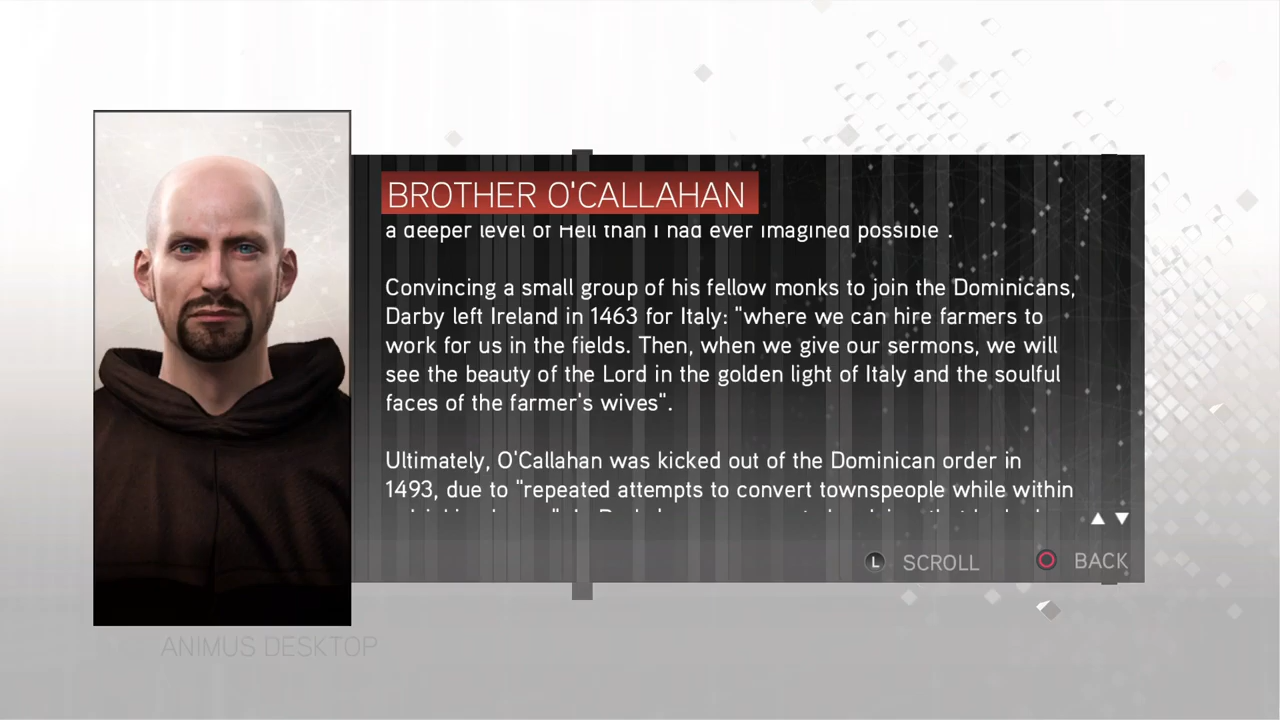 BROTHER O'CALLAHAN
a deeper level of Hell than I had ever imagined possible".
Convincing a small group of his fellow monks to join the Dominicans,
Darby left Ireland in 1463 for Italy: "where we can hire farmers to
work for us in the fields. Then, when we give our sermons, we will
see the beauty of the Lord in the golden light of Italy and the soulful
faces of the farmer's wives".
Ultimately, O'Callahan was kicked out of the Dominican order in
1493, due to "repeated attempts to convert townspeople while within
L SCROLL
BACK
ANIMUS DESKTOP